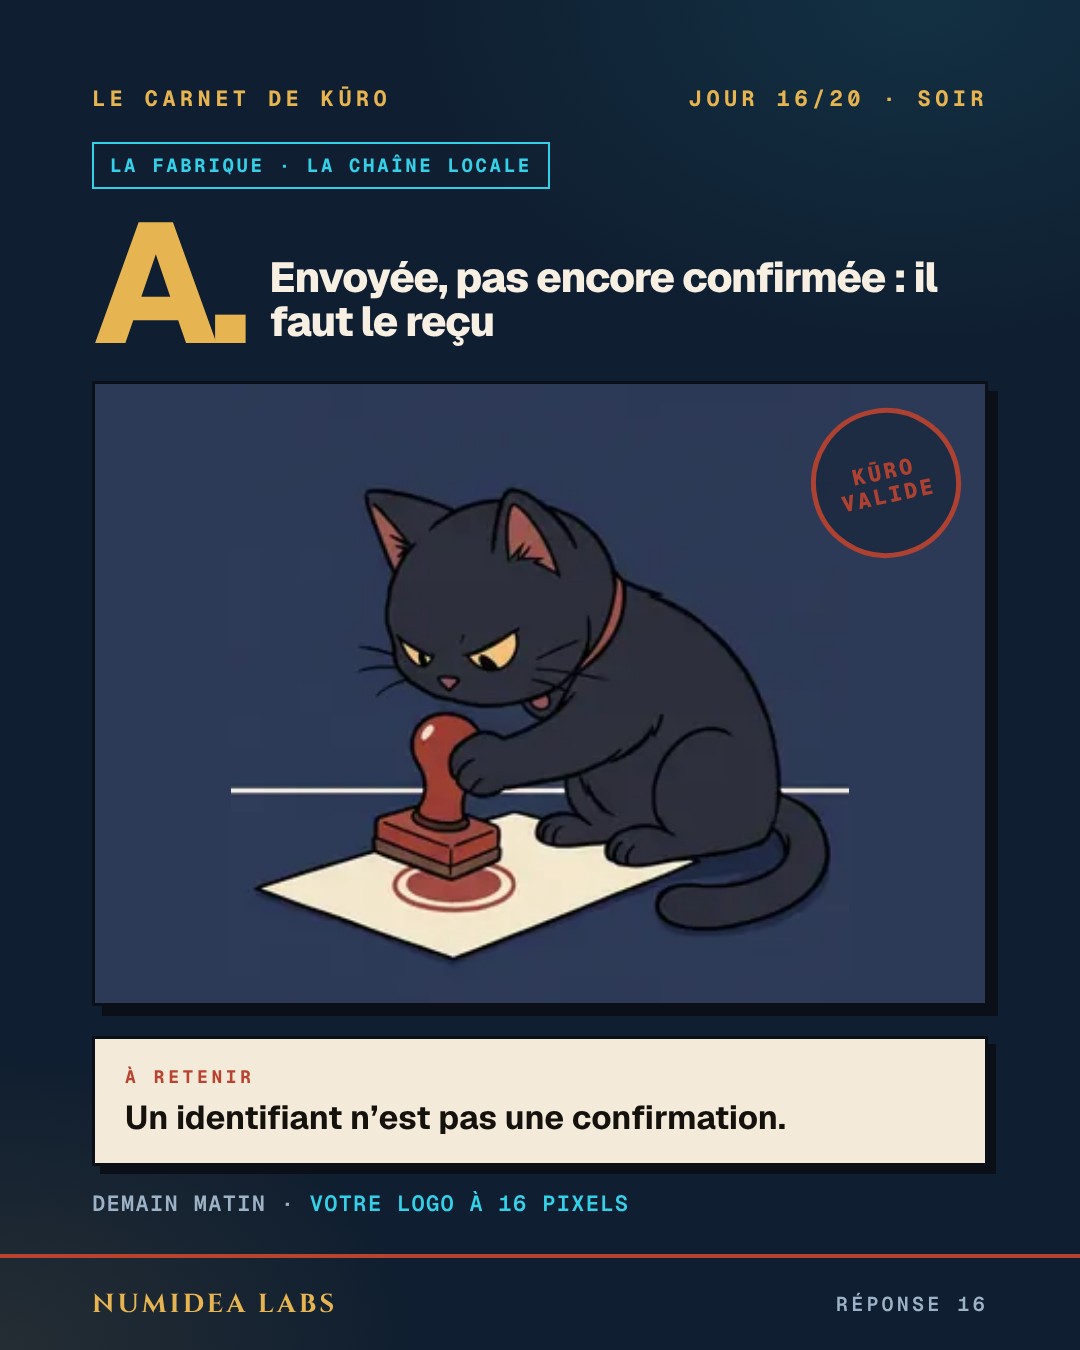 LE CARNET DE KŪRO
JOUR 16/20 · SOIR
LA FABRIQUE · LA CHAÎNE LOCALE
A.
Envoyée, pas encore confirmée : il
faut le reçu
KŪRO
VALIDE
À RETENIR
Un identifiant n’est pas une confirmation.
DEMAIN MATIN · VOTRE LOGO À 16 PIXELS
NUMIDEA LABS
RÉPONSE 16